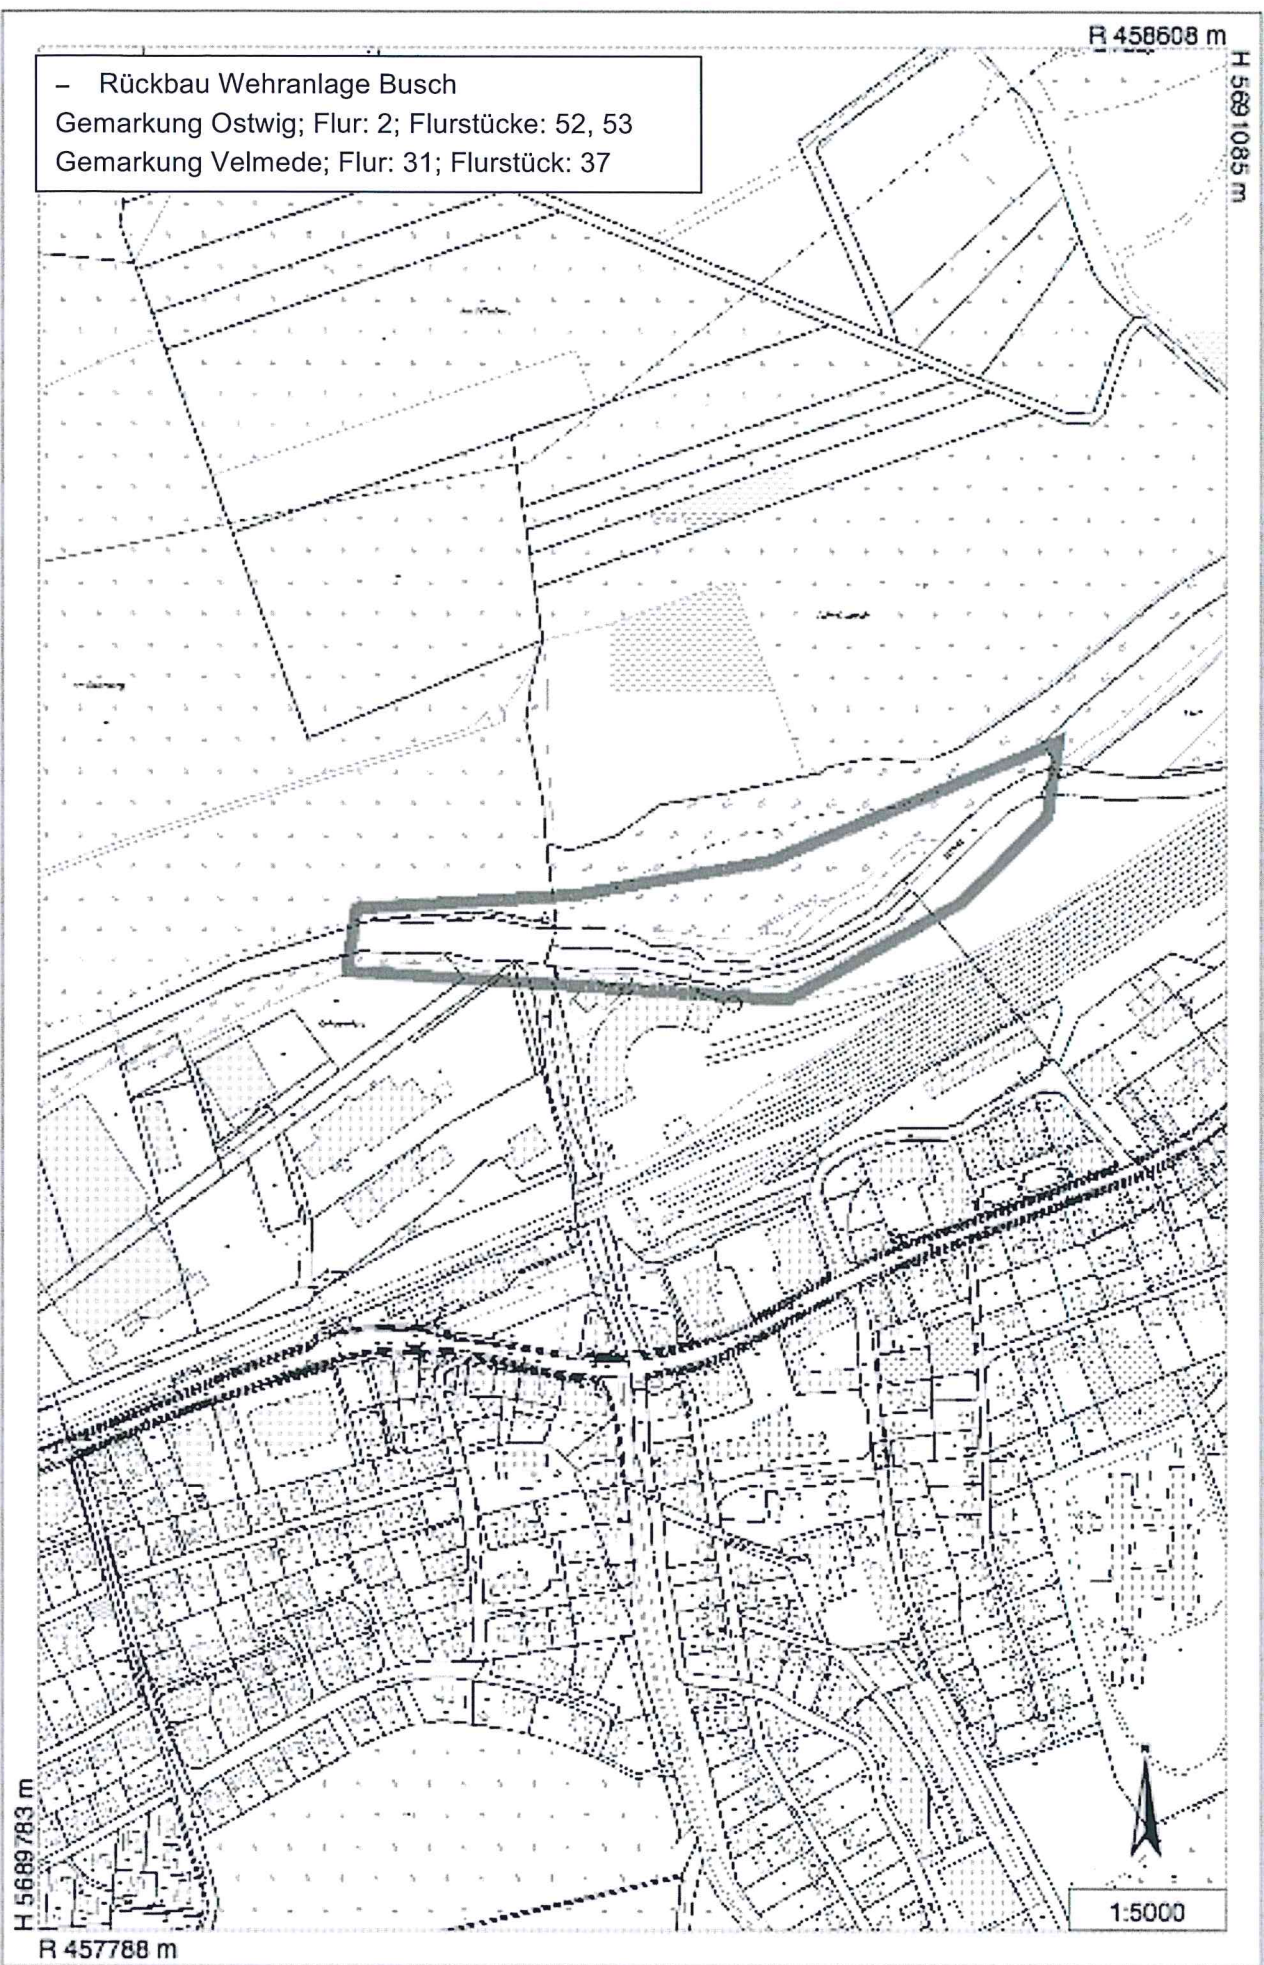 R 458608 m
H 5691085 m
– Rückbau Wehranlage Busch
Gemarkung Ostwig; Flur: 2; Flurstücke: 52, 53
Gemarkung Velmede; Flur: 31; Flurstück: 37
H 5689783 m
1:5000
R 457788 m